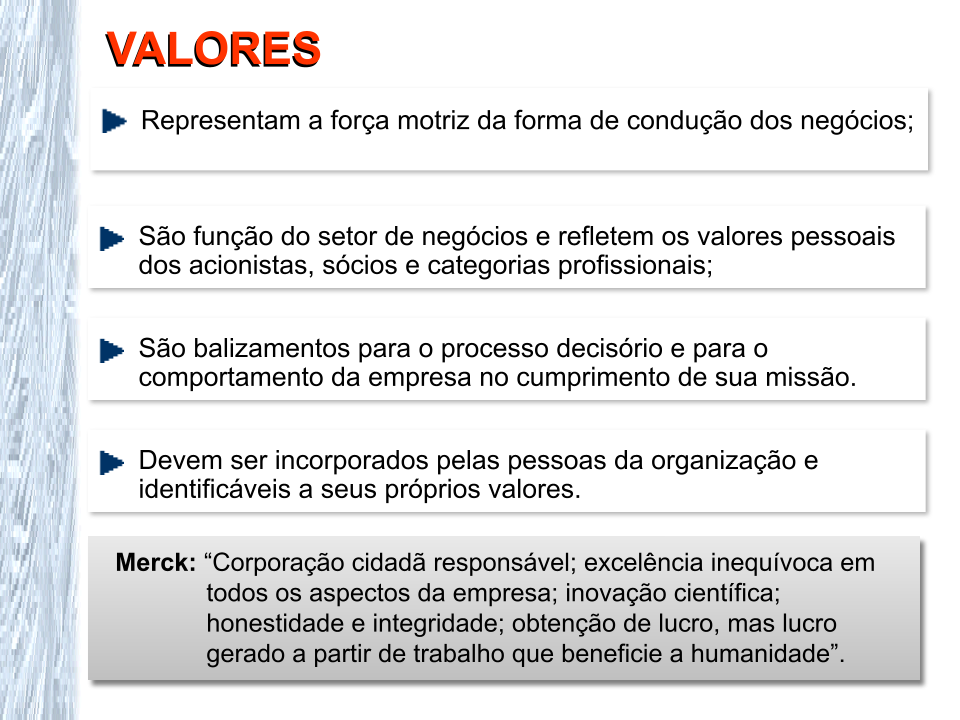 VALORES
Representam a força motriz da forma de condução dos negócios;
São função do setor de negócios e refletem os valores pessoais
dos acionistas, sócios e categorias profissionais;
São balizamentos para o processo decisório e para o
comportamento da empresa no cumprimento de sua missão.
Devem ser incorporados pelas pessoas da organização e
identificáveis a seus próprios valores.
Merck: “Corporação cidadã responsável; excelência inequívoca em
todos os aspectos da empresa; inovação científica;
honestidade e integridade; obtenção de lucro, mas lucro
gerado a partir de trabalho que beneficie a humanidade”.